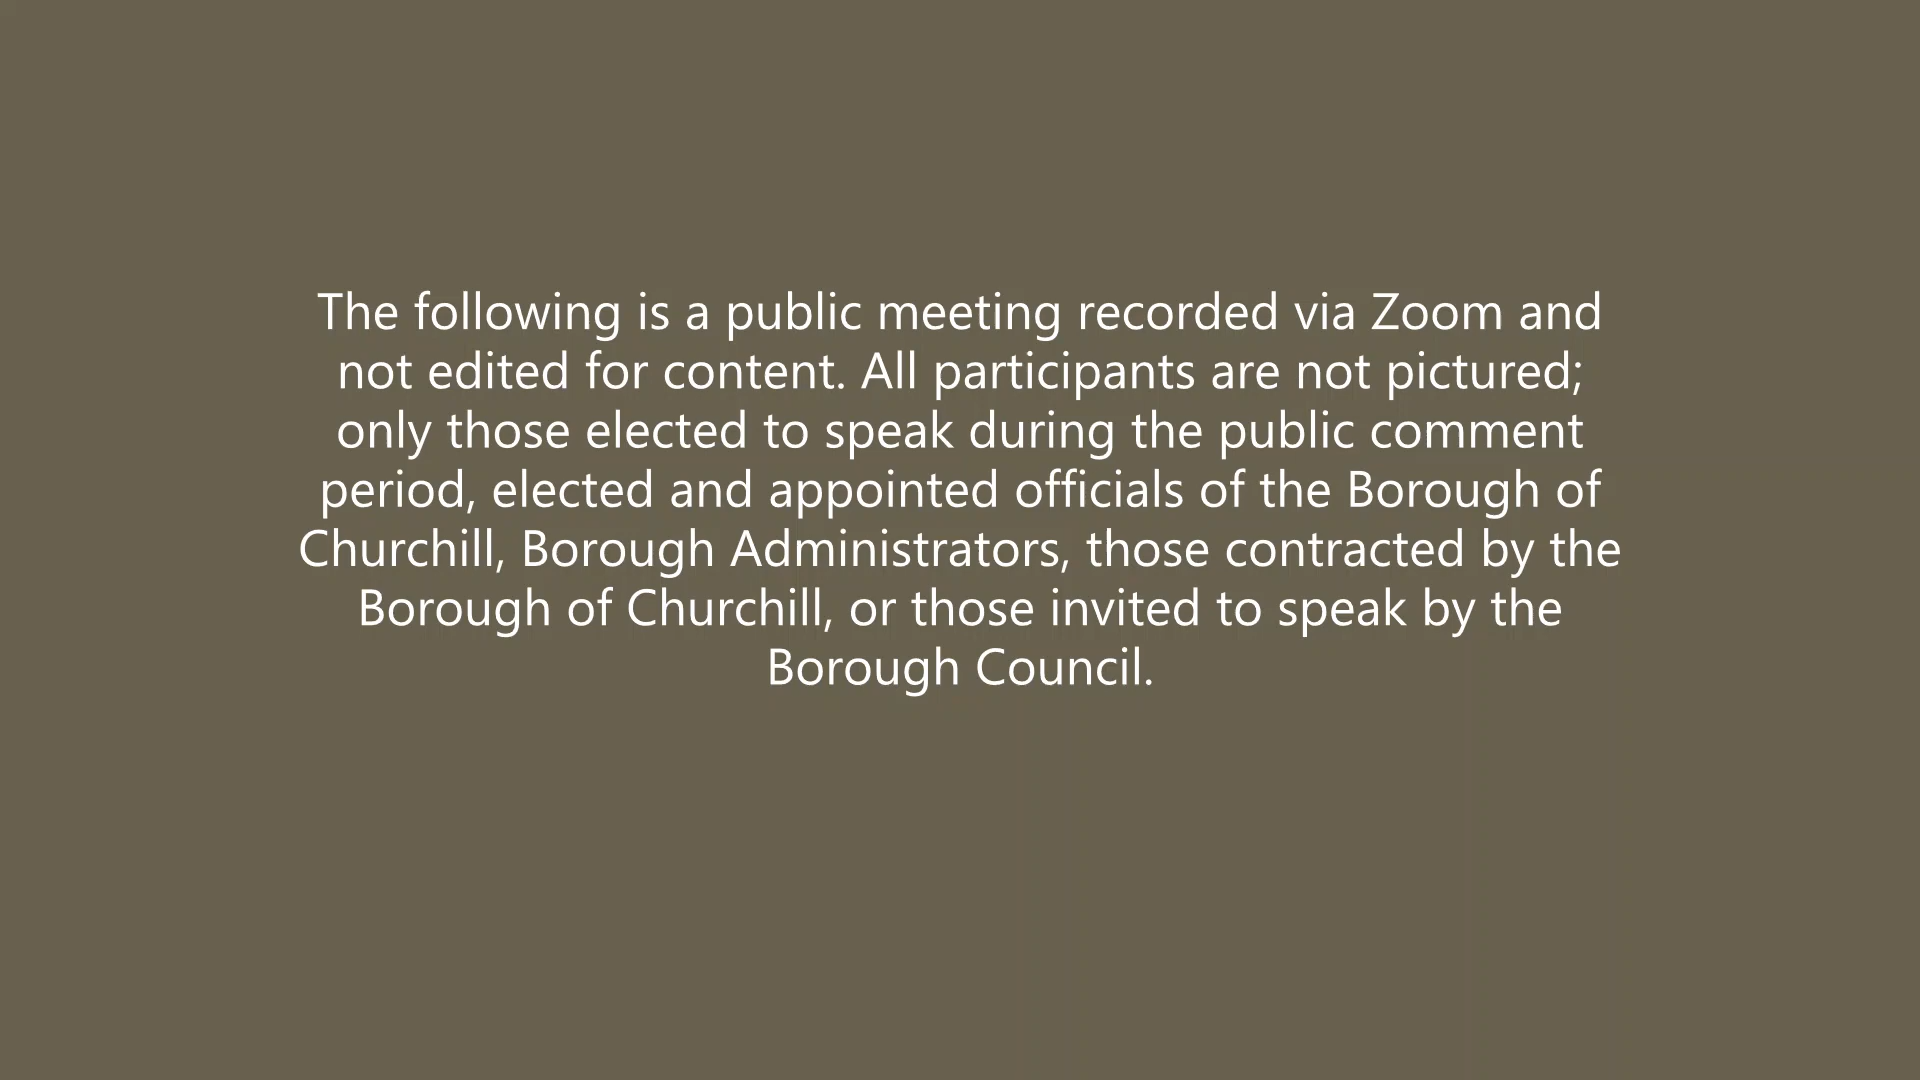 The following is a public meeting recorded via Zoom and
not edited for content. All participants are not pictured;
only those elected to speak during the public comment
period, elected and appointed officials of the Borough of
Churchill, Borough Administrators, those contracted by the
Borough of Churchill, or those invited to speak by the
Borough Council.